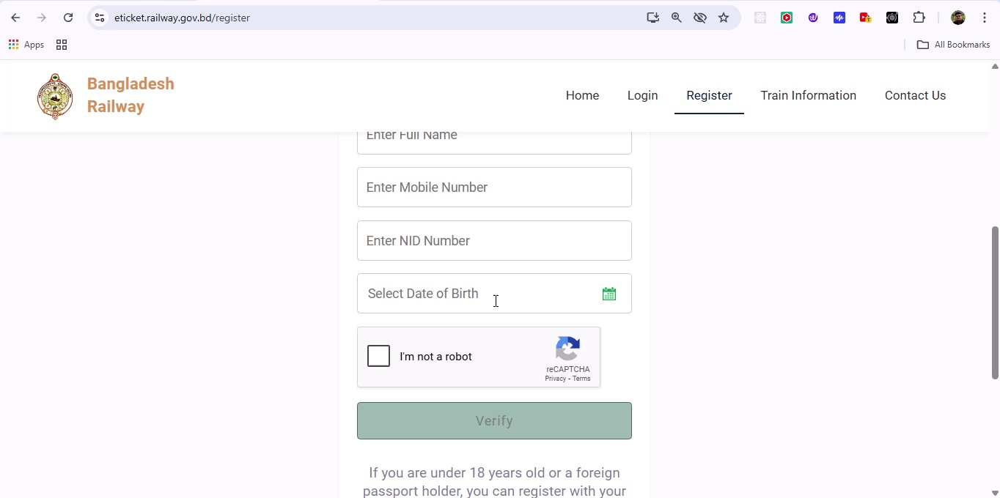 eticket.railway.gov.bd/register
Apps
All Bookmarks
Bangladesh
Railway
Home
Login
Register
Train Information
Contact Us
Enter Full Name
Enter Mobile Number
Enter NID Number
Select Date of Birth
I'm not a robot
reCAPTCHA
Privacy - Terms
Verify
If you are under 18 years old or a foreign
passport holder, you can register with your